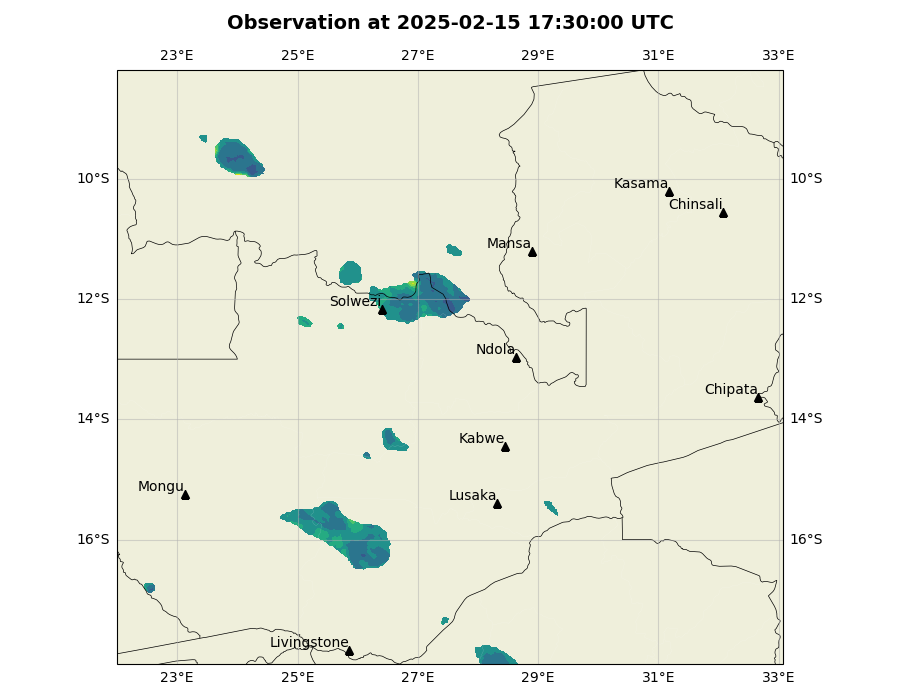 Observation at 2025-02-15 17:30:00 UTC
23°E 25°E 27°E 29°E 31°E 33°E
10°S 10°S
Kasama
Chinsali
Mansa
12°S 12°S
Solwezi
Ndola
Chipata
14°S 14°S
Kabwe
Mongu
Lusaka
16°S 16°S
Livingstone
23°E 25°E 27°E 29°E 31°E 33°E